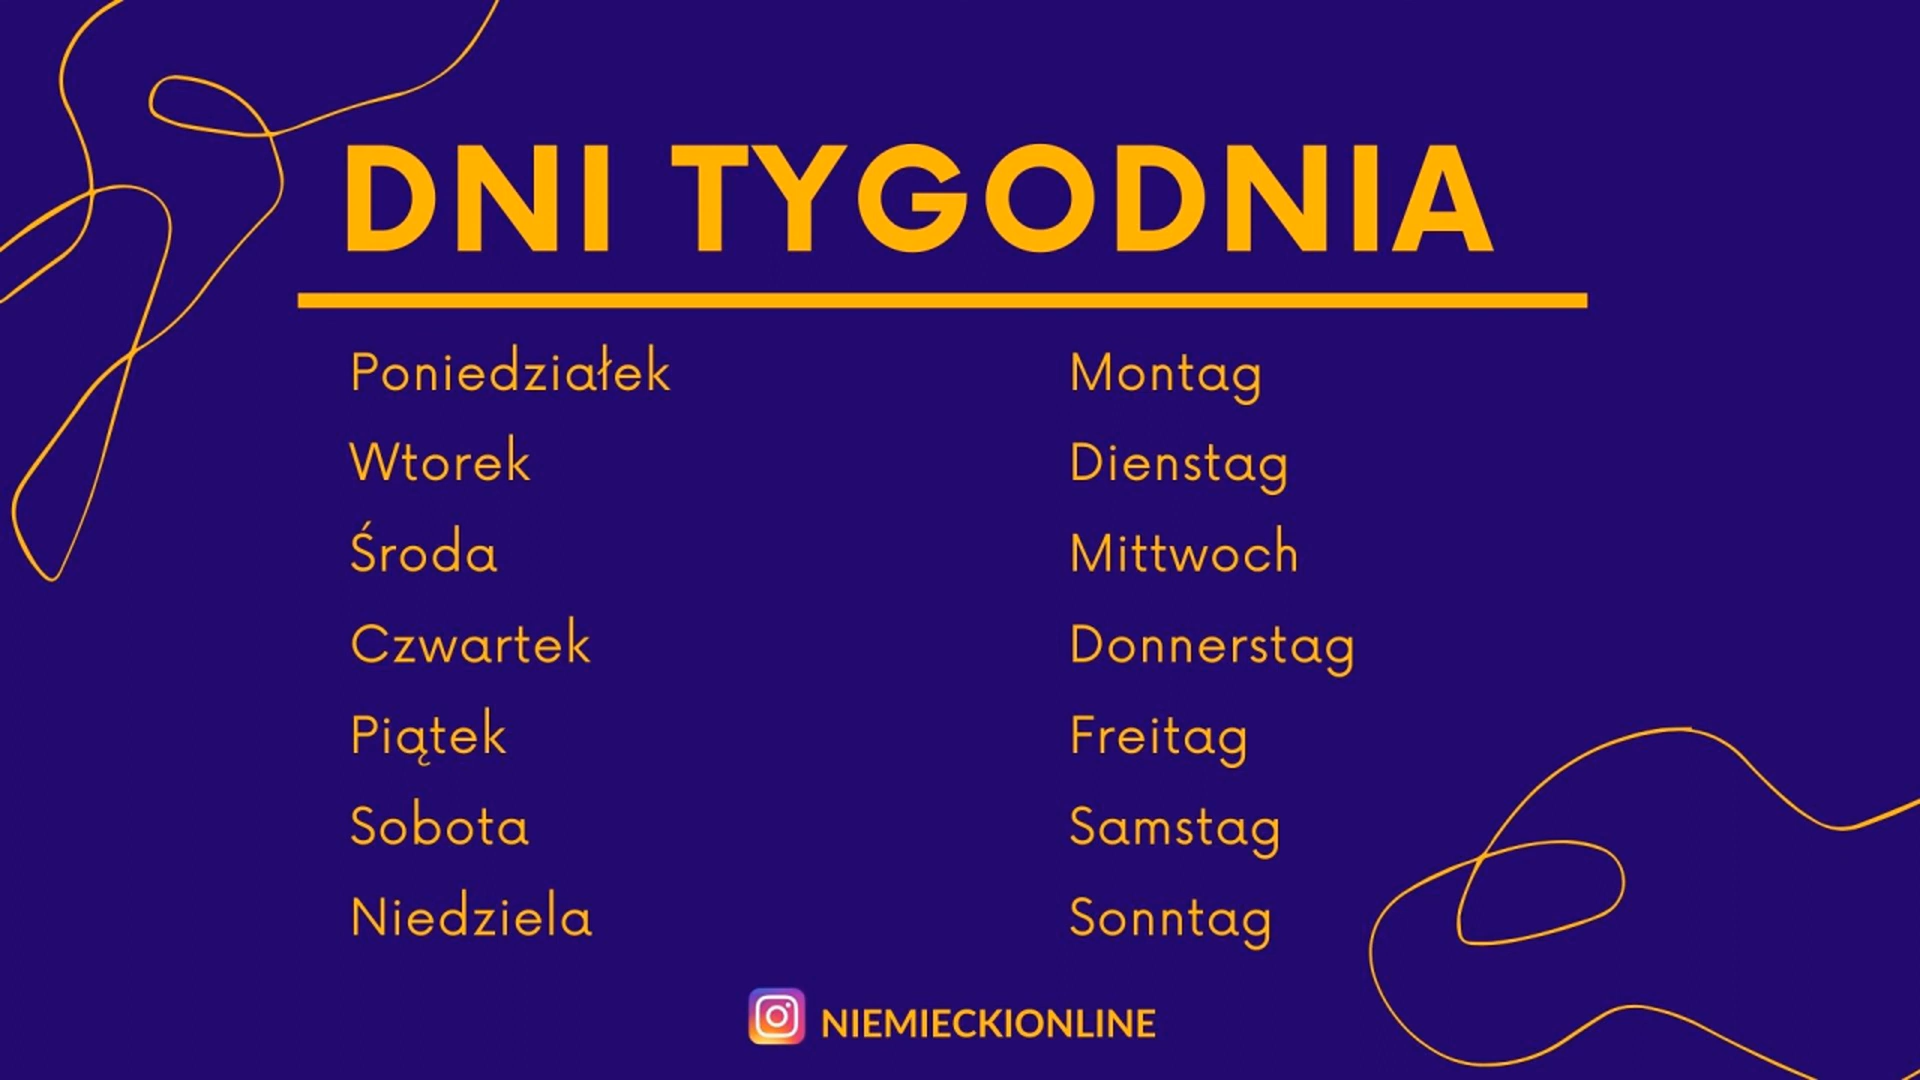 DNI TYGODNIA
Poniedziałek Montag
Wtorek Dienstag
Środa Mittwoch
Czwartek Donnerstag
Piątek Freitag
Sobota Samstag
Niedziela Sonntag
NIEMIECKIONLINE